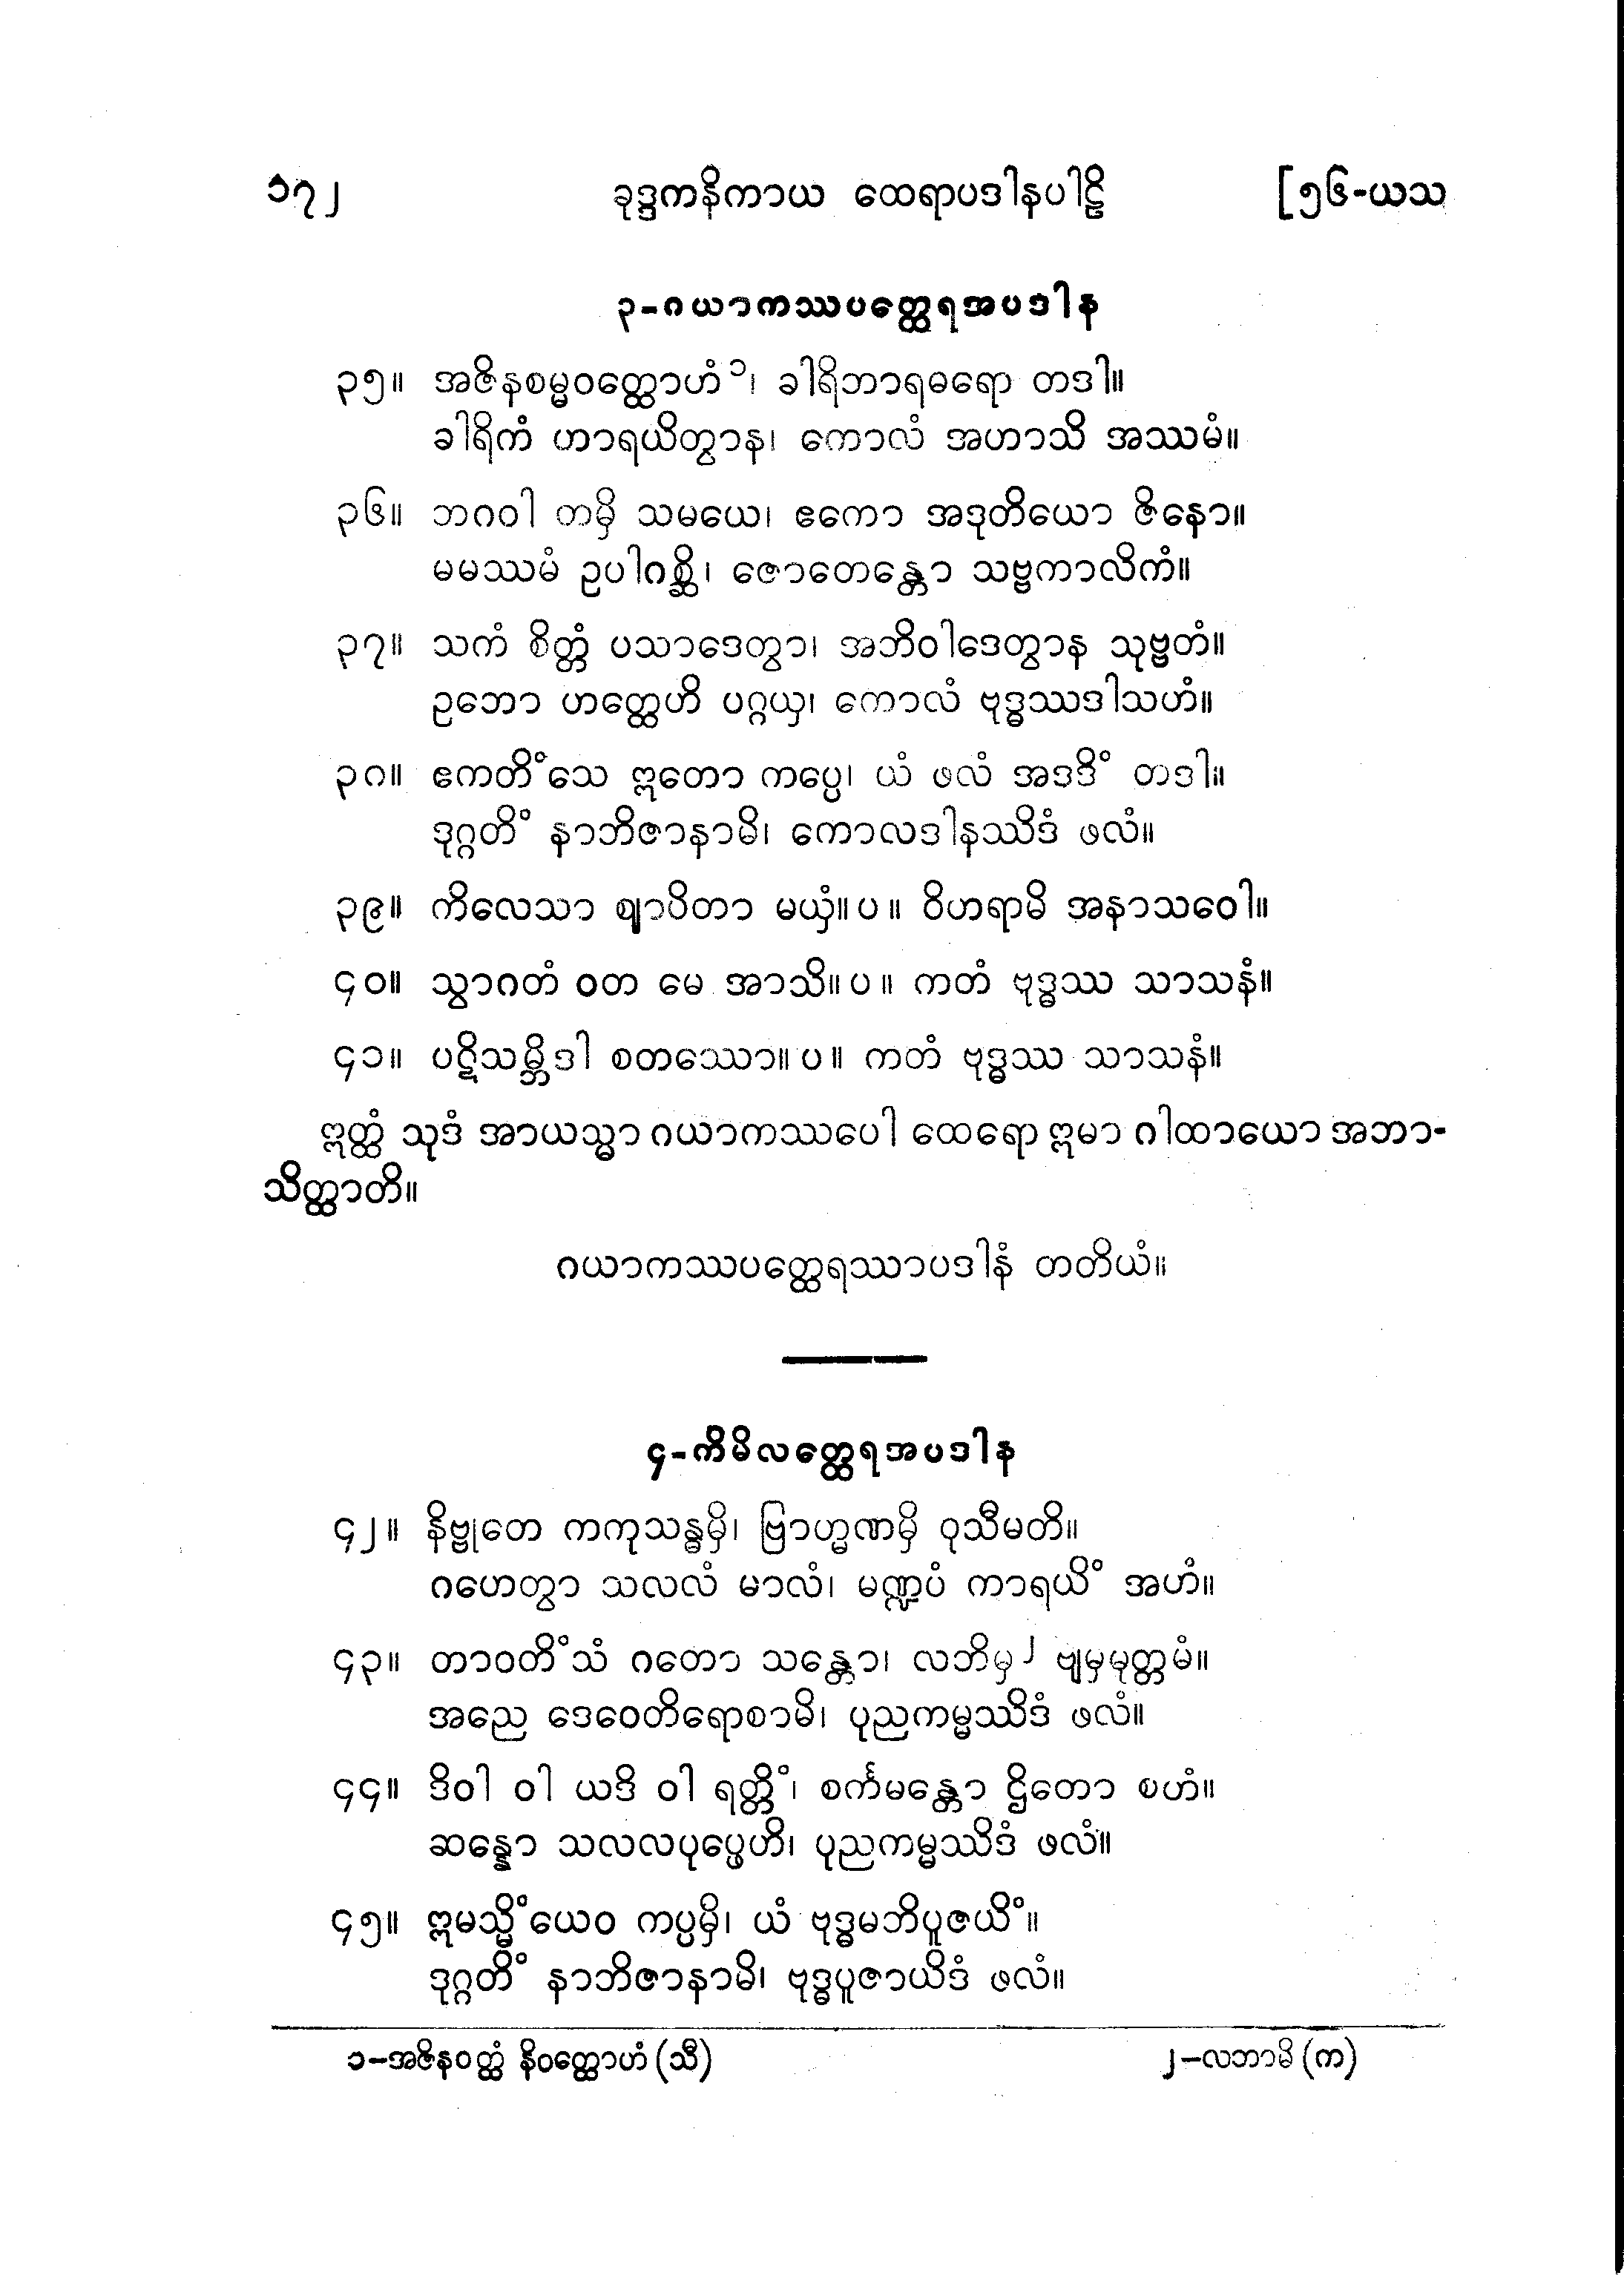 ၁၇၂ ခုဒ္ဒကနိကာယ ထေရာပဒါနပါဠိ [၅၆-ယသ
၃-ဂယာကဿပတ္ထေရအပဒါန
၃၅။ အဇိနစမ္မဝတ္ထောဟံ၁၊ ခါရိဘာရဓရော တဒါ။
ခါရိကံ ဟာရယိတွာန၊ ကောလံ အဟာသိ အဿမံ။
၃၆။ ဘဂဝါ တမှိ သမယေ၊ ဧကော အဒုတိယော ဇိနော။
မမဿမံ ဥပါဂစ္ဆိ၊ ဇောတေန္တော သဗ္ဗကာလိကံ။
၃၇။ သကံ စိတ္တံ ပသာဒေတွာ၊ အဘိဝါဒေတွာန သုဗ္ဗတံ။
ဥဘော ဟတ္ထေဟိ ပဂ္ဂယှ၊ ကောလံ ဗုဒ္ဓဿဒါသဟံ။
၃၈။ ဧကတိံသေ ဣတော ကပ္ပေ၊ ယံ ဖလံ အဒဒိံ တဒါ။
ဒုဂ္ဂတိံ နာဘိဇာနာမိ၊ ကောလဒါနဿိဒံ ဖလံ။
၃၉။ ကိလေသာ ဈာပိတာ မယှံ။ ပ ။ ဝိဟရာမိ အနာသဝေါ။
၄၀။ သွာဂတံ ဝတ မေ အာသိ။ ပ ။ ကတံ ဗုဒ္ဓဿ သာသနံ။
၄၁။ ပဋိသမ္ဘိဒါ စတဿော။ ပ ။ ကတံ ဗုဒ္ဓဿ သာသနံ။
ဣတ္ထံ သုဒံ အာယသ္မာ ဂယာကဿပေါ ထေရော ဣမာ ဂါထာယော အဘာ-
သိတ္ထာတိ။
ဂယာကဿပတ္ထေရဿာပဒါနံ တတိယံ။
၄-ကိမိလတ္ထေရအပဒါန
၄၂။ နိဗ္ဗုတေ ကကုသန္ဓမှိ၊ ဗြာဟ္မဏမှိ ဝုသီမတိ။
ဂဟေတွာ သလလံ မာလံ၊ မဏ္ဍပံ ကာရယိံ အဟံ။
၄၃။ တာဝတိံသံ ဂတော သန္တော၊ လဘိမှ၂ ဗျမှမုတ္တမံ။
အညေ ဒေဝေတိရောစာမိ၊ ပုညကမ္မဿိဒံ ဖလံ။
၄၄။ ဒိဝါ ဝါ ယဒိ ဝါ ရတ္တိံ၊ စင်္ကမန္တော ဌိတော စဟံ။
ဆန္နော သလလပုပ္ဖေဟိ၊ ပုညကမ္မဿိဒံ ဖလံ။
၄၅။ ဣမသ္မိံယေဝ ကပ္ပမှိ၊ ယံ ဗုဒ္ဓမဘိပူဇယိံ။
ဒုဂ္ဂတိံ နာဘိဇာနာမိ၊ ဗုဒ္ဓပူဇာယိဒံ ဖလံ။
၁–အဇိနဝတ္ထံ နိဝတ္ထောဟံ (သီ) ၂–လဘာမိ (က)